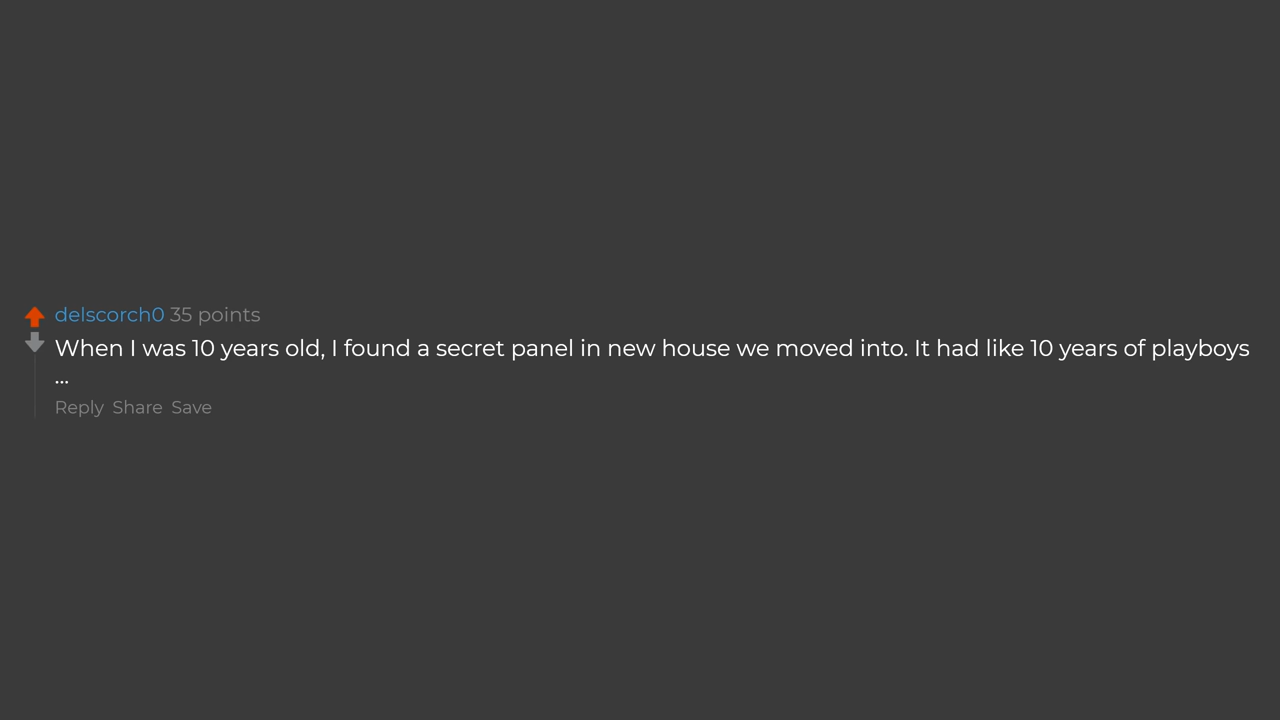 delscorch0 35 points
When I was 10 years old, I found a secret panel in new house we moved into. It had like 10 years of playboys
...
Reply Share Save